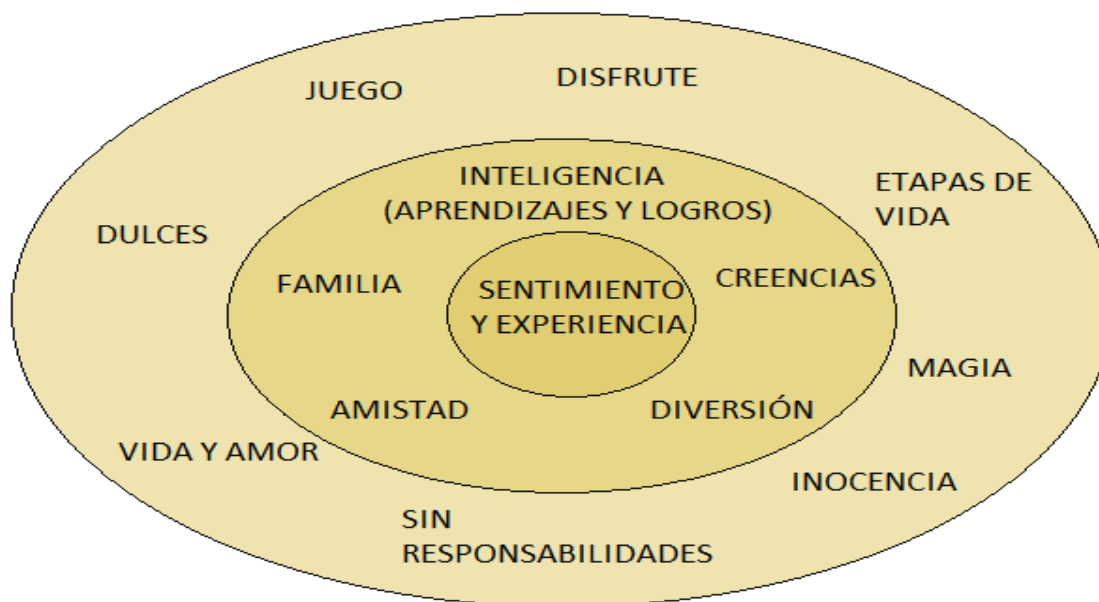 JUEGO
DISFRUTE
INTELIGENCIA
(APRENDIZAJES Y LOGROS)
ETAPAS DE
VIDA
DULCES
FAMILIA
CREENCIAS
SENTIMIENTO
Y EXPERIENCIA
MAGIA
AMISTAD
DIVERSIÓN
VIDA Y AMOR
INOCENCIA
SIN
RESPONSABILIDADES